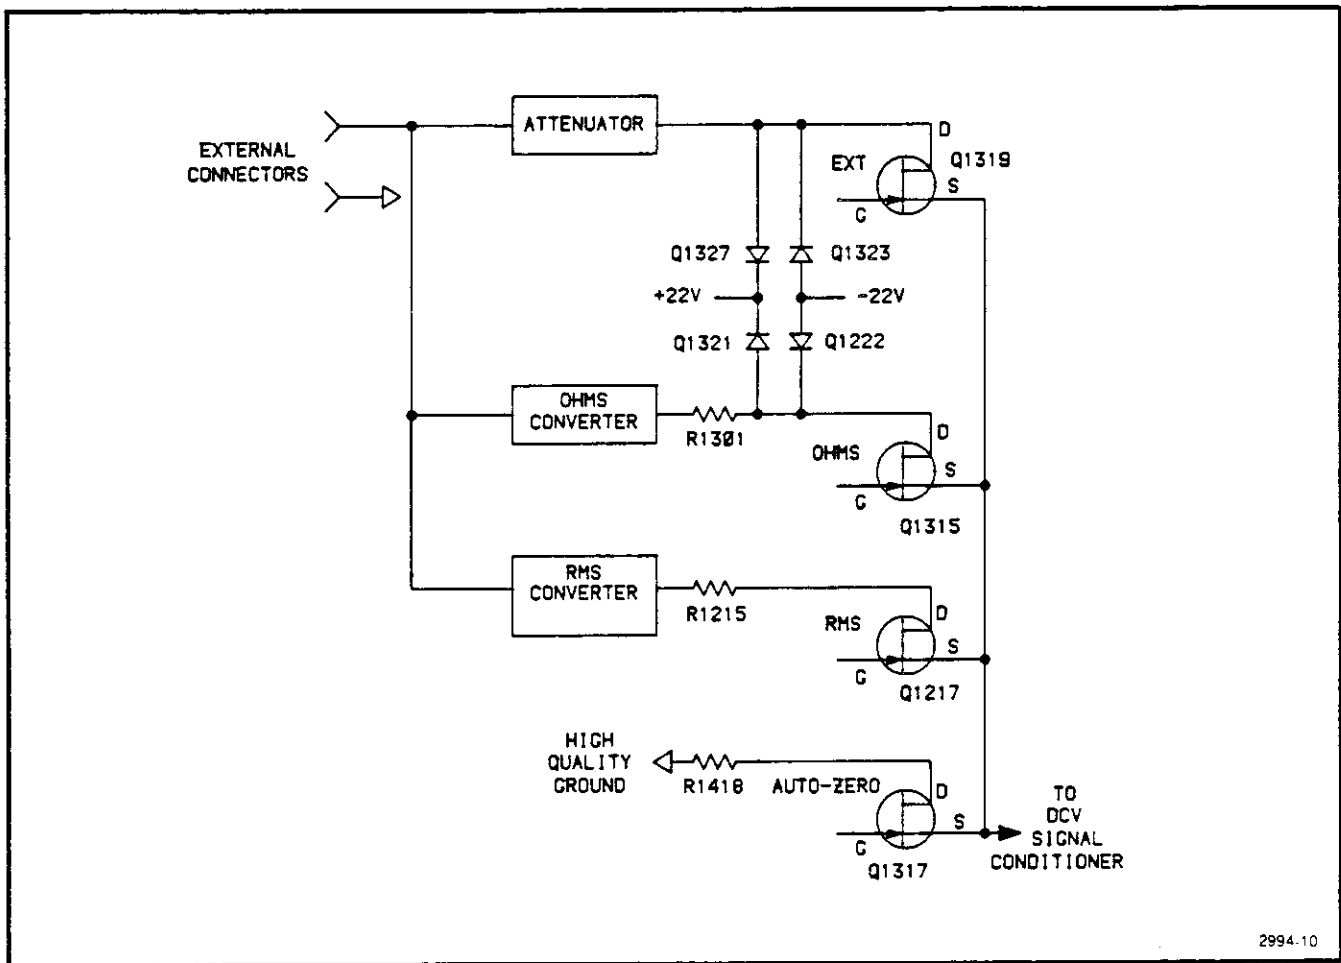 EXTERNAL
CONNECTORS
ATTENUATOR
D
EXT
Q1319
S
G
Q1327
Q1323
+22V
-22V
Q1321
Q1222
OHMS
CONVERTER
R1301
D
OHMS
S
G
Q1315
RMS
CONVERTER
R1215
D
RMS
S
G
Q1217
HIGH
QUALITY
GROUND
R1418
AUTO-ZERO
D
S
G
Q1317
TO
DCV
SIGNAL
CONDITIONER
2994-10